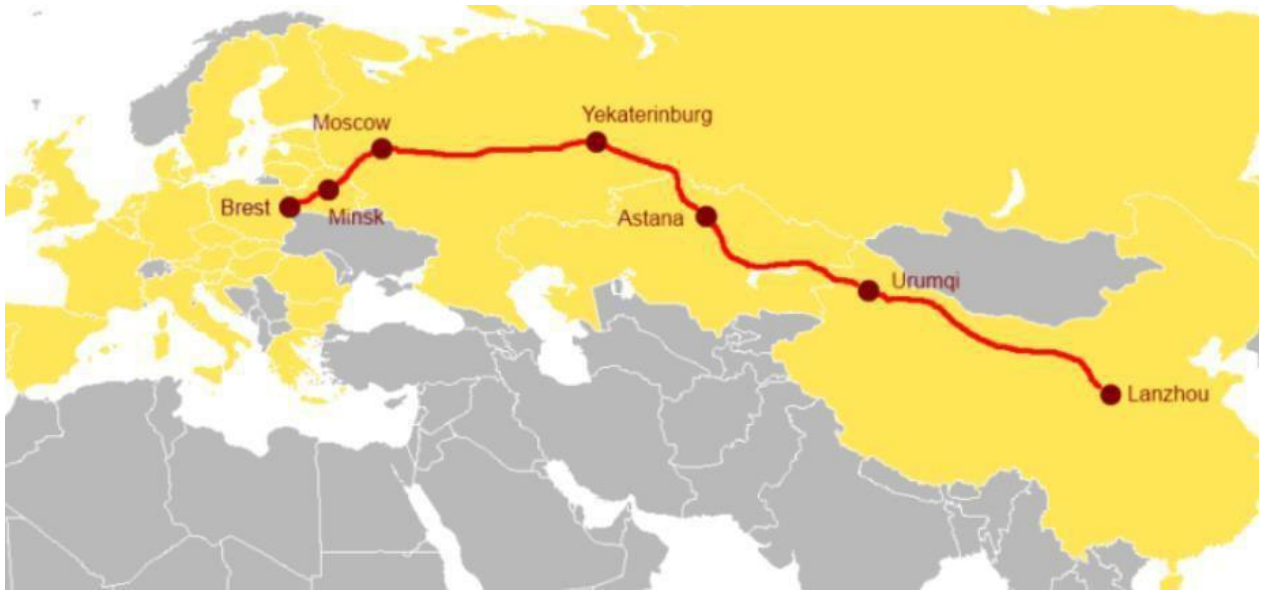 Yekaterinburg
Moscow
Brest
Minsk
Astana
Urumqi
Lanzhou